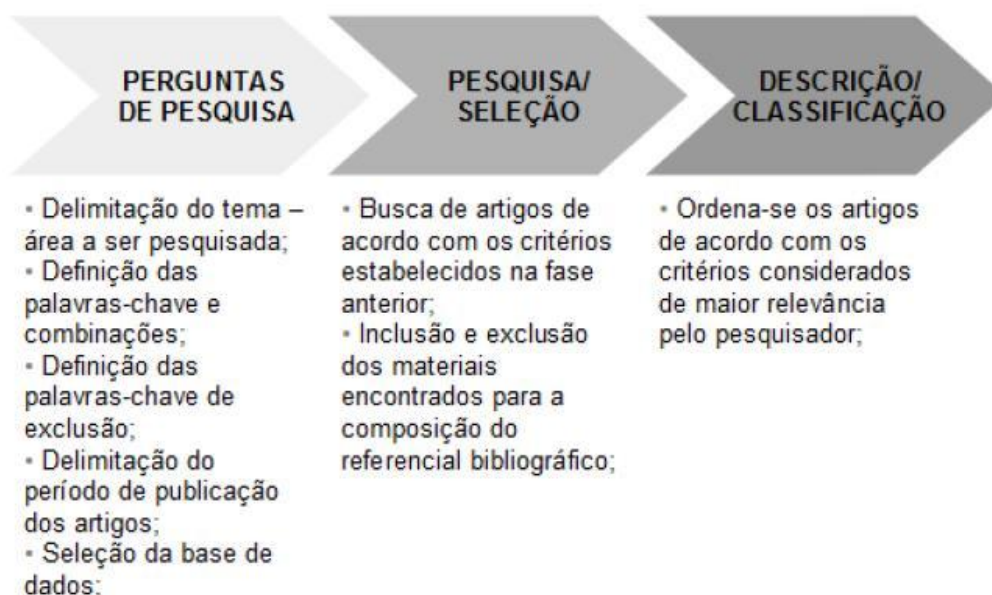 PERGUNTAS
DE PESQUISA
PESQUISA/
SELEÇÃO
DESCRIÇÃO/
CLASSIFICAÇÃO
• Delimitação do tema –
área a ser pesquisada;
• Definição das
palavras-chave e
combinações;
• Definição das
palavras-chave de
exclusão;
• Delimitação do
período de publicação
dos artigos;
• Seleção da base de
dados;
• Busca de artigos de
acordo com os critérios
estabelecidos na fase
anterior;
• Inclusão e exclusão
dos materiais
encontrados para a
composição do
referencial bibliográfico;
• Ordena-se os artigos
de acordo com os
critérios considerados
de maior relevância
pelo pesquisador;